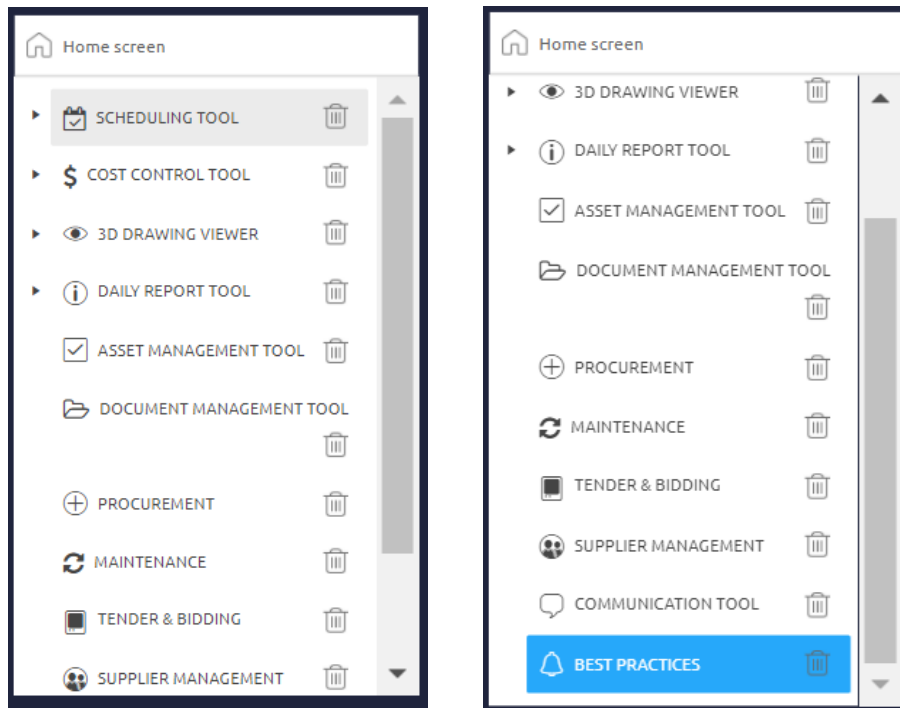 Home screen
SCHEDULING TOOL
COST CONTROL TOOL
3D DRAWING VIEWER
DAILY REPORT TOOL
ASSET MANAGEMENT TOOL
DOCUMENT MANAGEMENT TOOL
PROCUREMENT
MAINTENANCE
TENDER & BIDDING
SUPPLIER MANAGEMENT
Home screen
3D DRAWING VIEWER
DAILY REPORT TOOL
ASSET MANAGEMENT TOOL
DOCUMENT MANAGEMENT TOOL
PROCUREMENT
MAINTENANCE
TENDER & BIDDING
SUPPLIER MANAGEMENT
COMMUNICATION TOOL
BEST PRACTICES